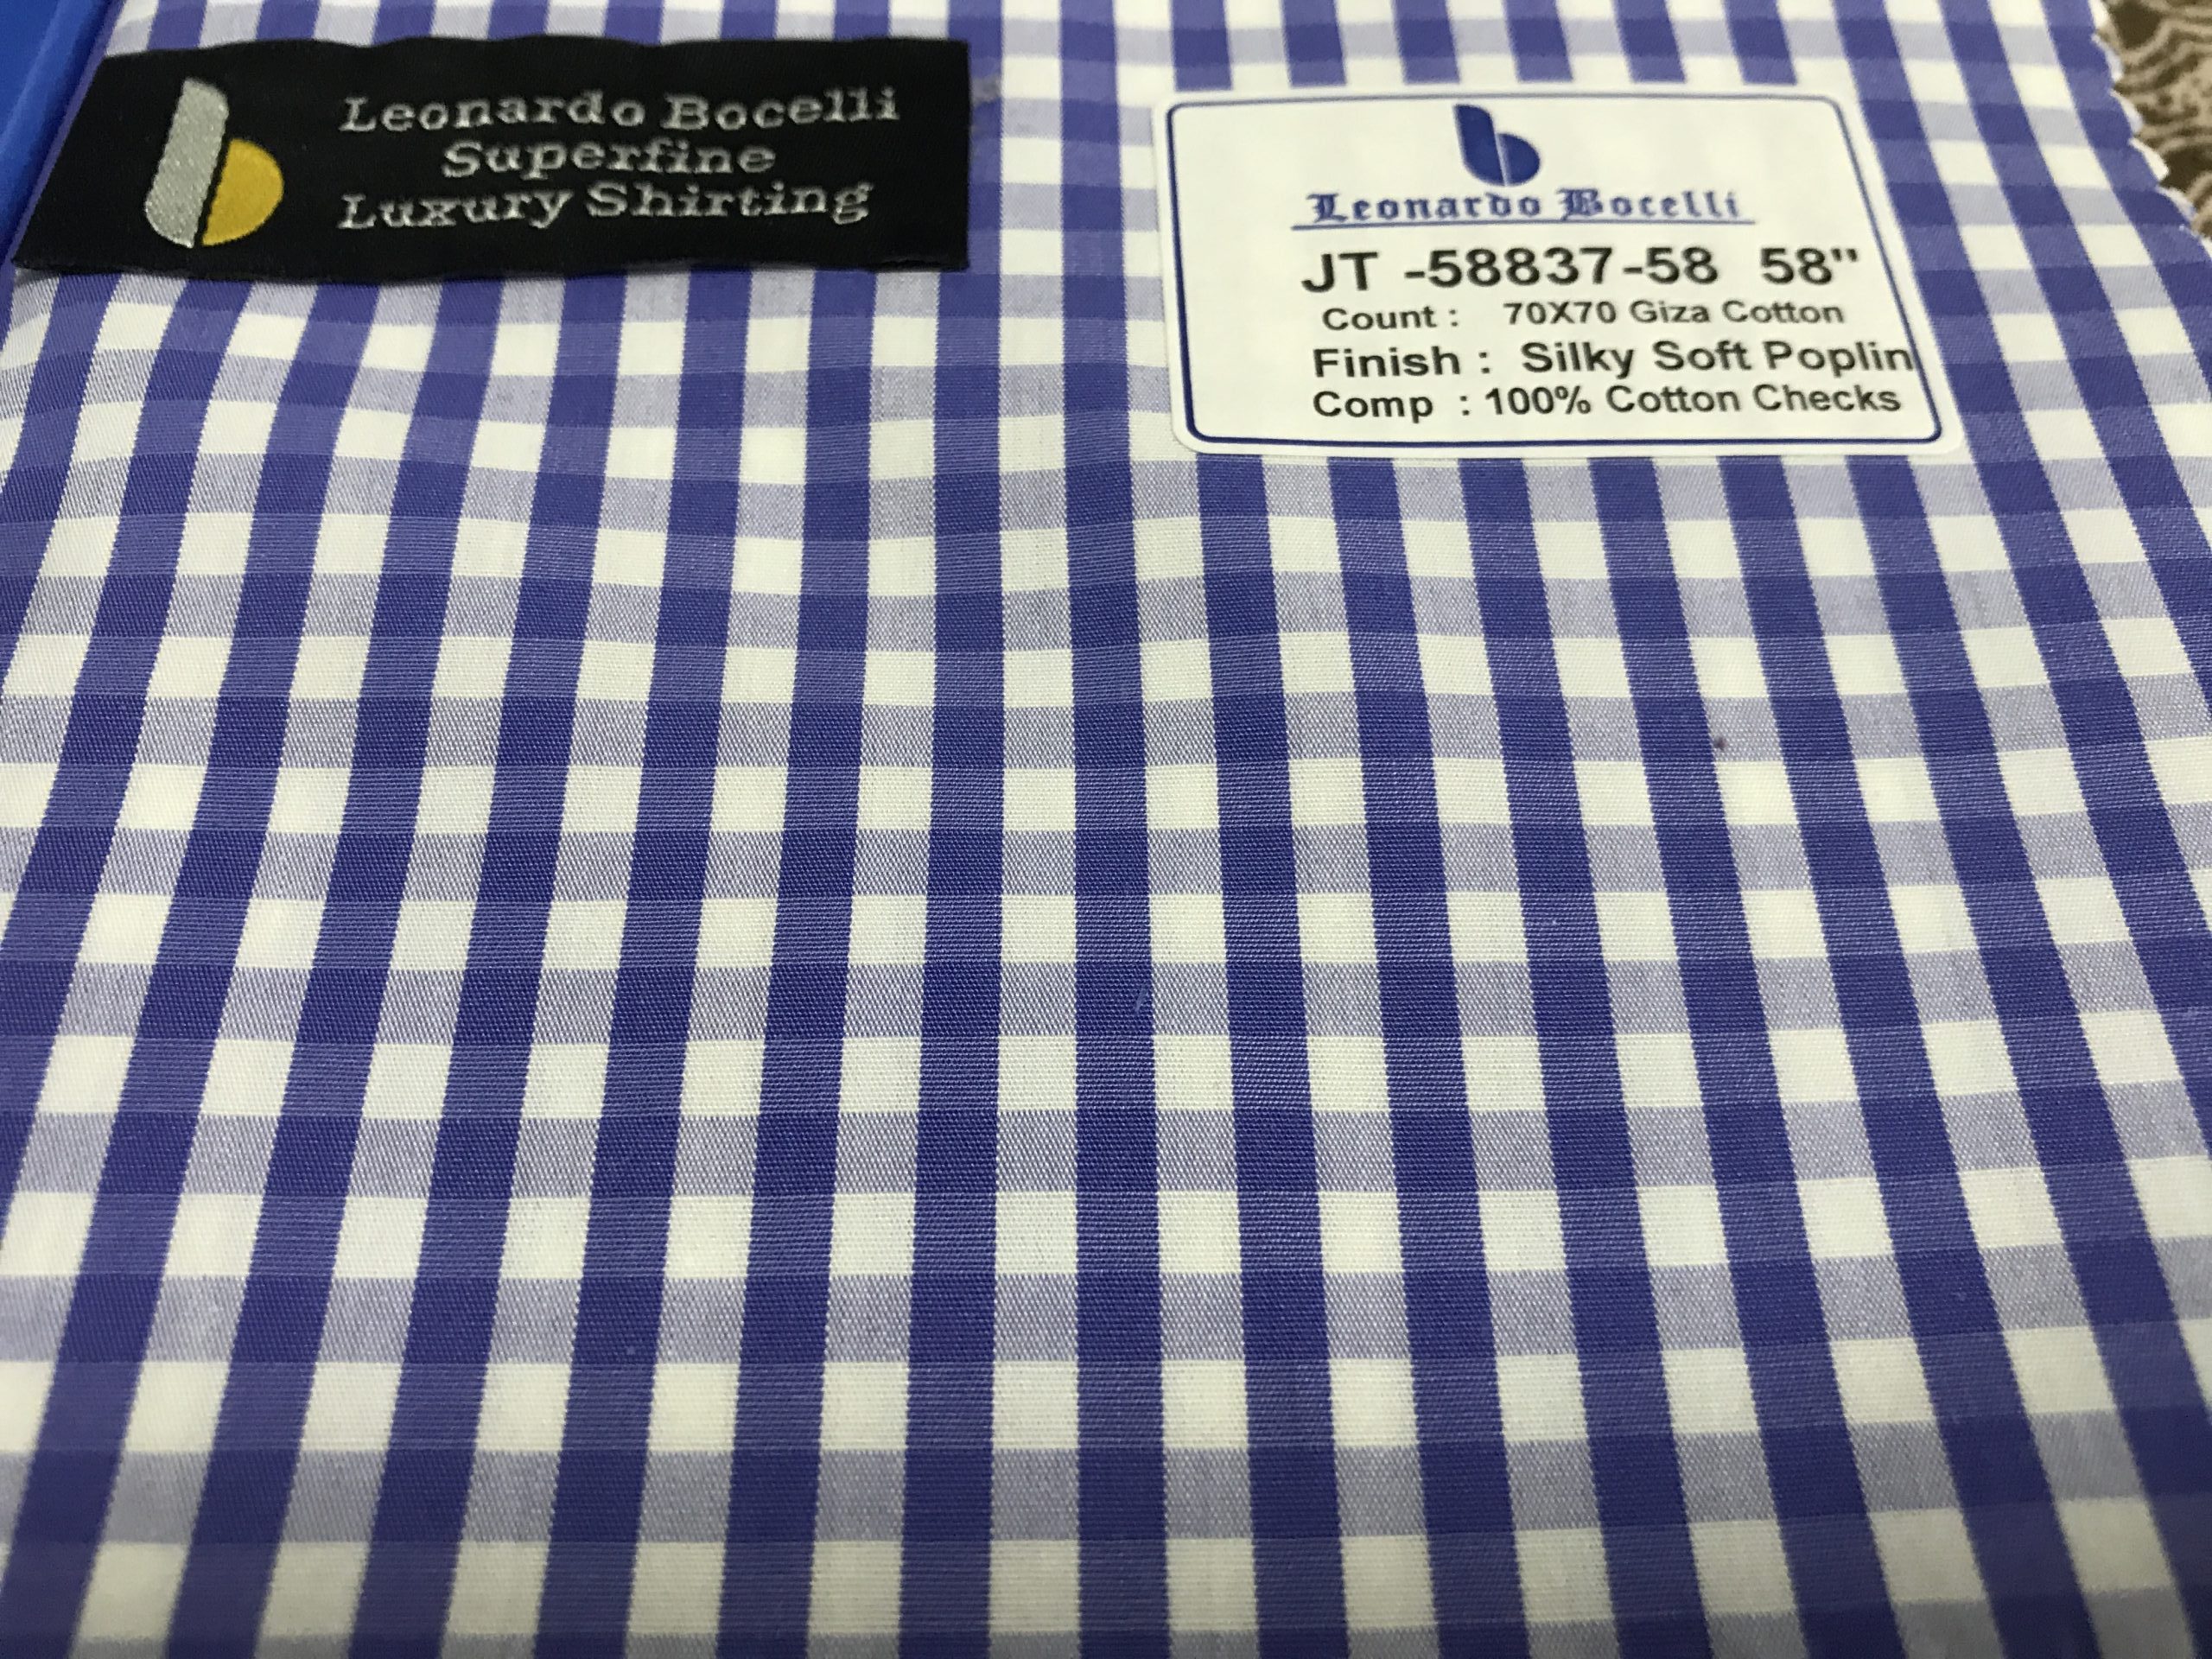 Leonardo Bocelli
Superfine
Luxury Shirting
b
Leonardo Bocelli
JT -58837-58 58"
Count : 70X70 Giza Cotton
Finish : Silky Soft Poplin
Comp : 100% Cotton Checks